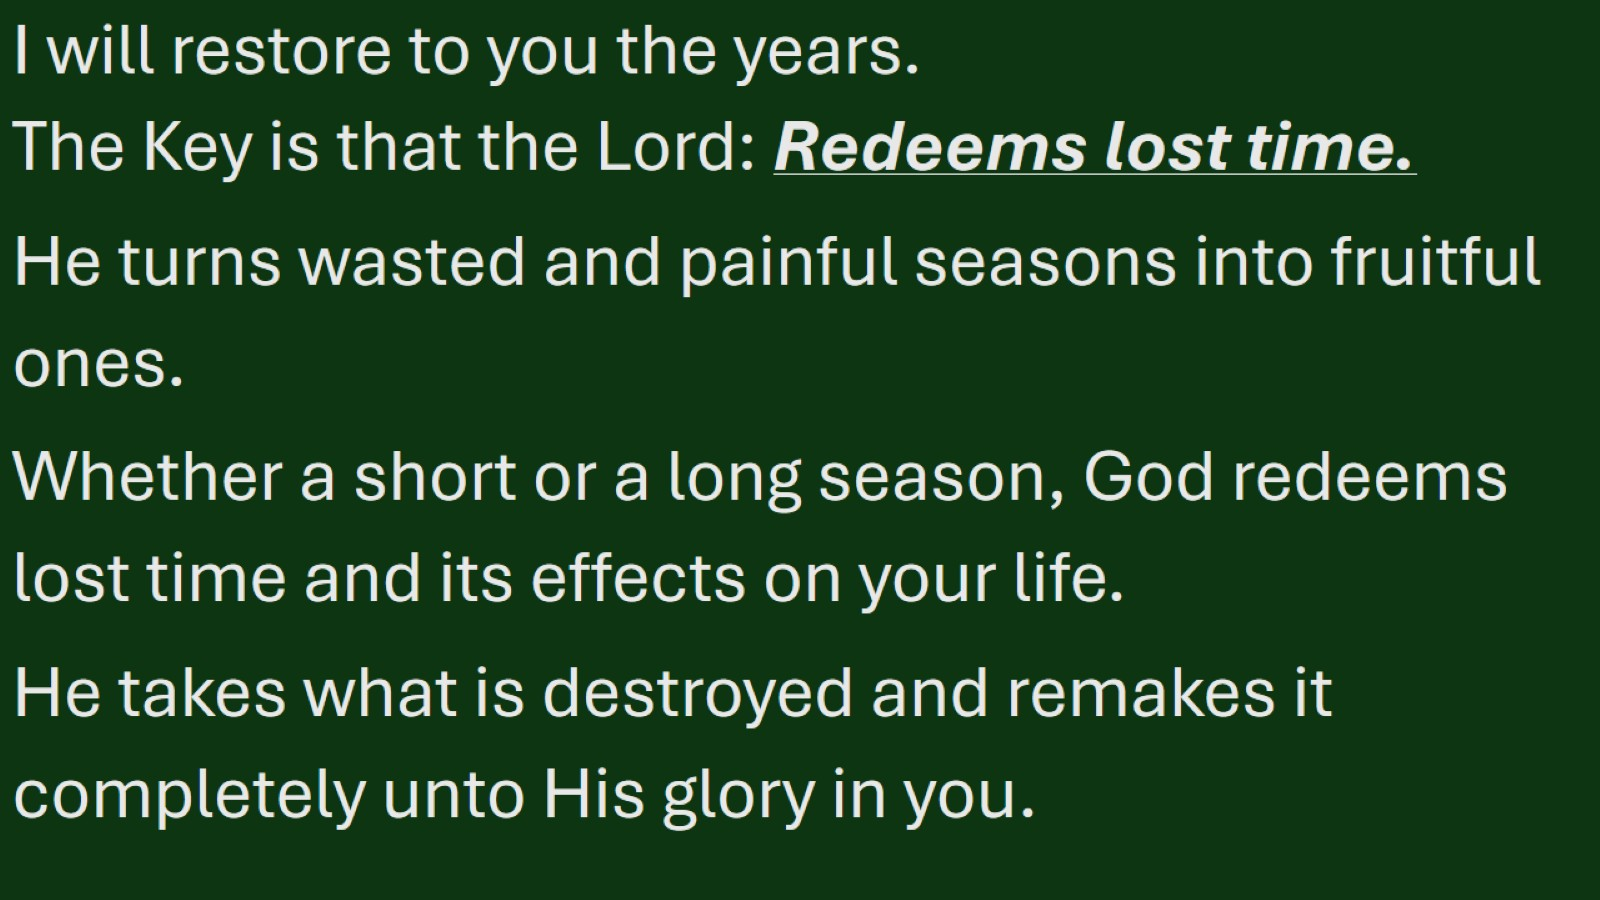 I will restore to you the years.
The Key is that the Lord: Redeems lost time.
He turns wasted and painful seasons into fruitful
ones.
Whether a short or a long season, God redeems
lost time and its effects on your life.
He takes what is destroyed and remakes it
completely unto His glory in you.